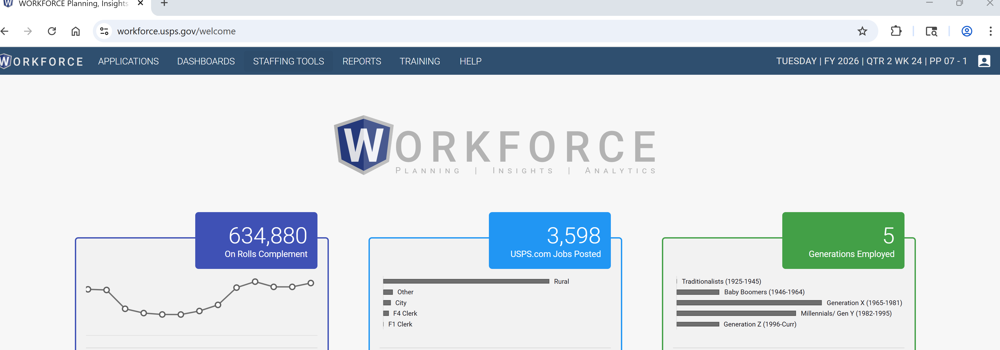 WORKFORCE Planning, Insights
workforce.usps.gov/welcome
WORKFORCE APPLICATIONS DASHBOARDS STAFFING TOOLS REPORTS TRAINING HELP TUESDAY | FY 2026 | QTR 2 WK 24 | PP 07 - 1
WORKFORCE
PLANNING | INSIGHTS | ANALYTICS
634,880
On Rolls Complement
3,598
USPS.com Jobs Posted
Rural
Other
City
F4 Clerk
F1 Clerk
5
Generations Employed
Traditionalists (1925-1945)
Baby Boomers (1946-1964)
Generation X (1965-1981)
Millennials/ Gen Y (1982-1995)
Generation Z (1996-Curr)